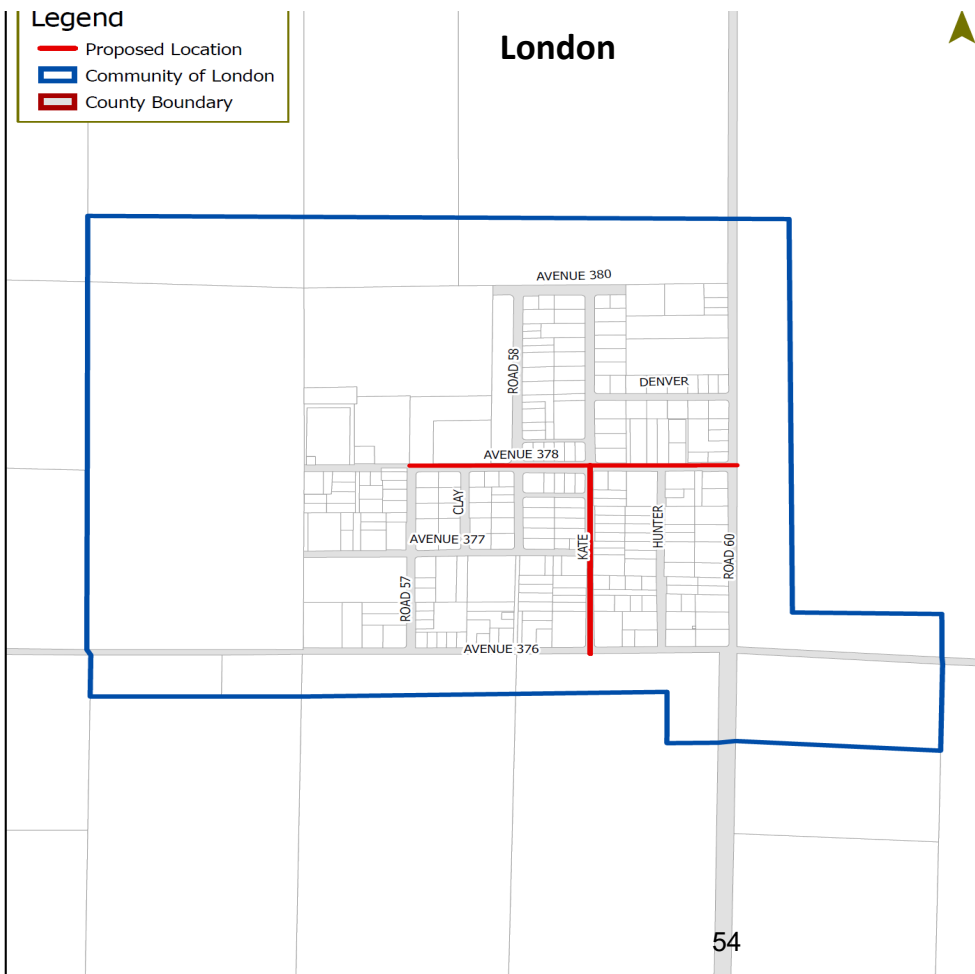 Legend
Proposed Location
Community of London
County Boundary
London
AVENUE 380
ROAD 58
DENVER
AVENUE 378
CLAY
HUNTER
AVENUE 377
KATE
ROAD 60
ROAD 57
AVENUE 376
54